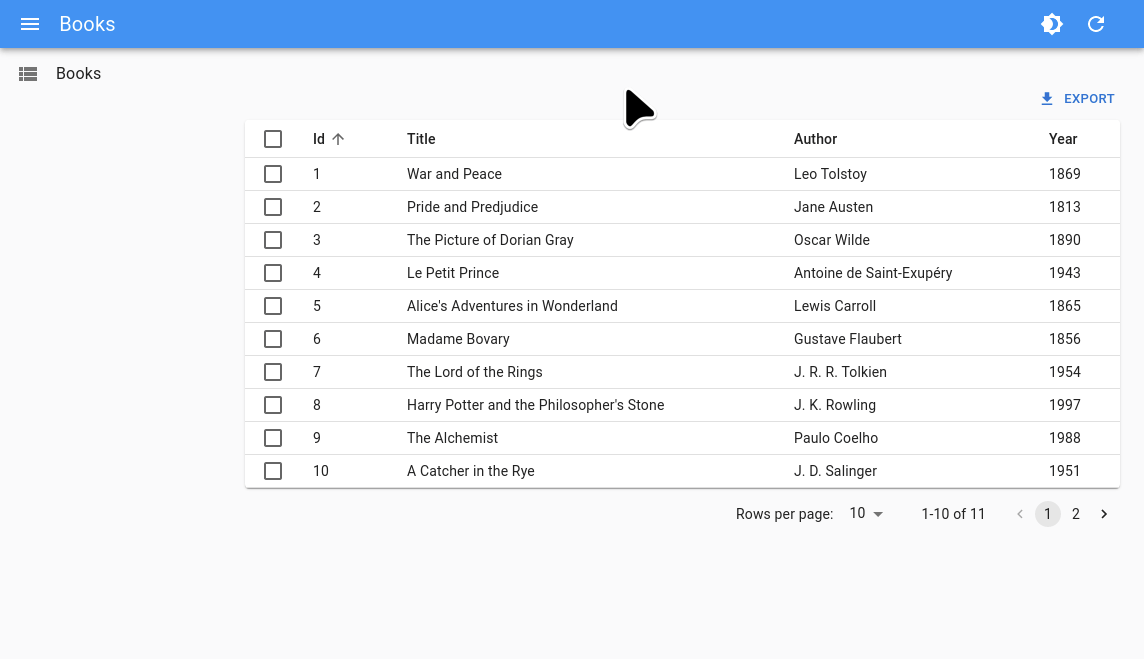 Books
Books
EXPORT
Id Title Author Year
1 War and Peace Leo Tolstoy 1869
2 Pride and Predjudice Jane Austen 1813
3 The Picture of Dorian Gray Oscar Wilde 1890
4 Le Petit Prince Antoine de Saint-Exupéry 1943
5 Alice's Adventures in Wonderland Lewis Carroll 1865
6 Madame Bovary Gustave Flaubert 1856
7 The Lord of the Rings J. R. R. Tolkien 1954
8 Harry Potter and the Philosopher's Stone J. K. Rowling 1997
9 The Alchemist Paulo Coelho 1988
10 A Catcher in the Rye J. D. Salinger 1951
Rows per page: 10 1-10 of 11 1 2